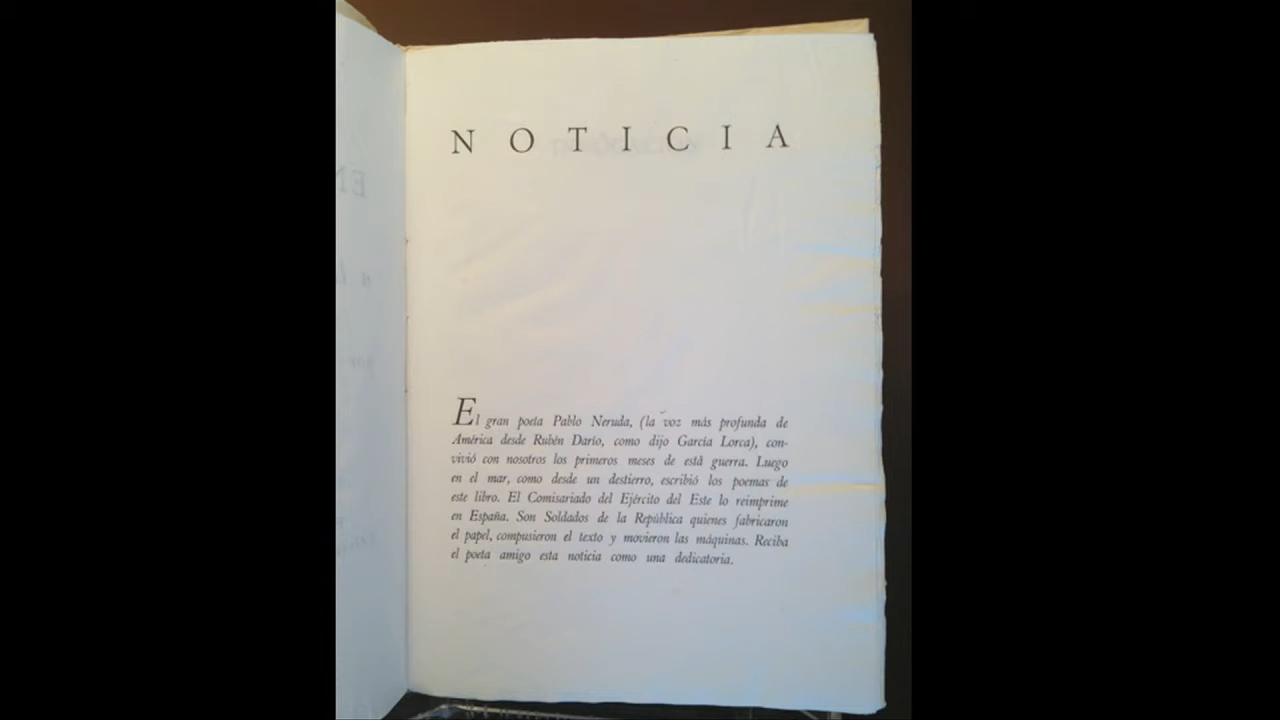 NOTICIA
El gran poeta Pablo Neruda, (la voz más profunda de
América desde Rubén Darío, como dijo García Lorca), con-
vivió con nosotros los primeros meses de está guerra. Luego
en el mar, como desde un destierro, escribió los poemas de
este libro. El Comisariado del Ejército del Este lo reimprime
en España. Son Soldados de la República quienes fabricaron
el papel, compusieron el texto y movieron las máquinas. Reciba
el poeta amigo esta noticia como una dedicatoria.